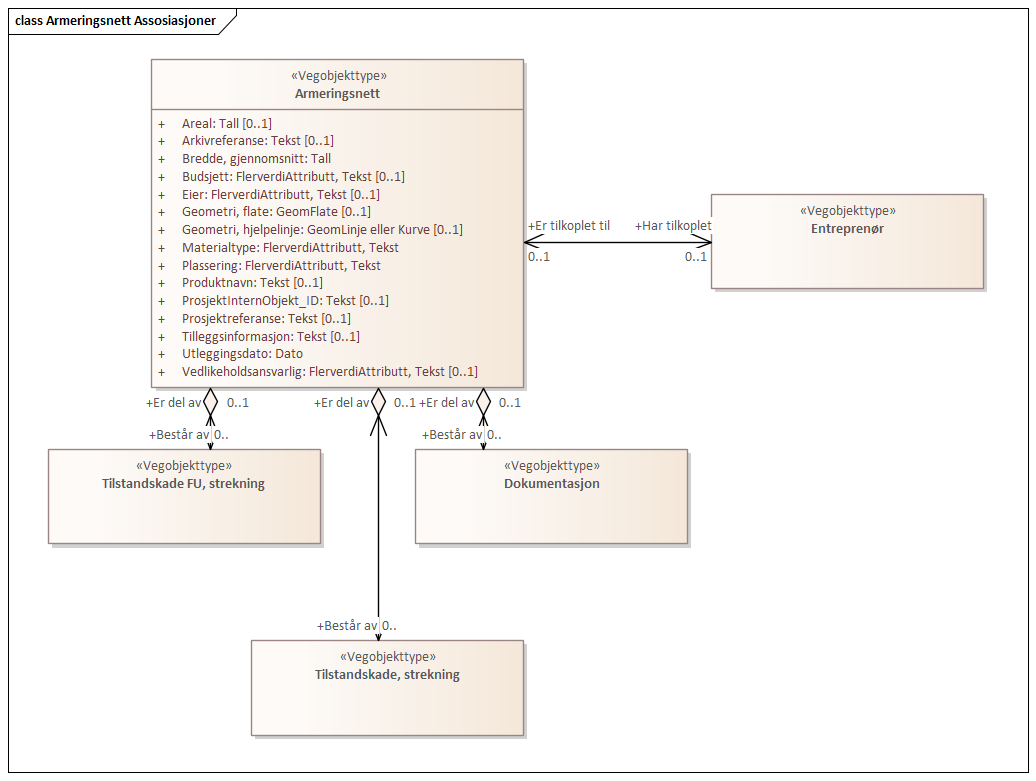 class Armeringsnett Assosiasjoner
«Vegobjekttype»
Armeringsnett
+ Areal: Tall [0..1]
+ Arkivreferanse: Tekst [0..1]
+ Bredde, gjennomsnitt: Tall
+ Budsjett: FlerverdiAttributt, Tekst [0..1]
+ Eier: FlerverdiAttributt, Tekst [0..1]
+ Geometri, flate: GeomFlate [0..1]
+ Geometri, hjelpelinje: GeomLinje eller Kurve [0..1]
+ Materialtype: FlerverdiAttributt, Tekst
+ Plassering: FlerverdiAttributt, Tekst
+ Produktnavn: Tekst [0..1]
+ ProsjektInternObjekt_ID: Tekst [0..1]
+ Prosjektreferanse: Tekst [0..1]
+ Tilleggsinformasjon: Tekst [0..1]
+ Utleggingsdato: Dato
+ Vedlikeholdsansvarlig: FlerverdiAttributt, Tekst [0..1]
+Er tilkoplet til +Har tilkoplet
0..1 0..1
«Vegobjekttype»
Entreprenør
+Er del av 0..1 +Er del av 0..1 +Er del av 0..1
+Består av 0.. +Består av 0..
«Vegobjekttype»
Tilstandskade FU, strekning
«Vegobjekttype»
Dokumentasjon
+Består av 0..
«Vegobjekttype»
Tilstandskade, strekning